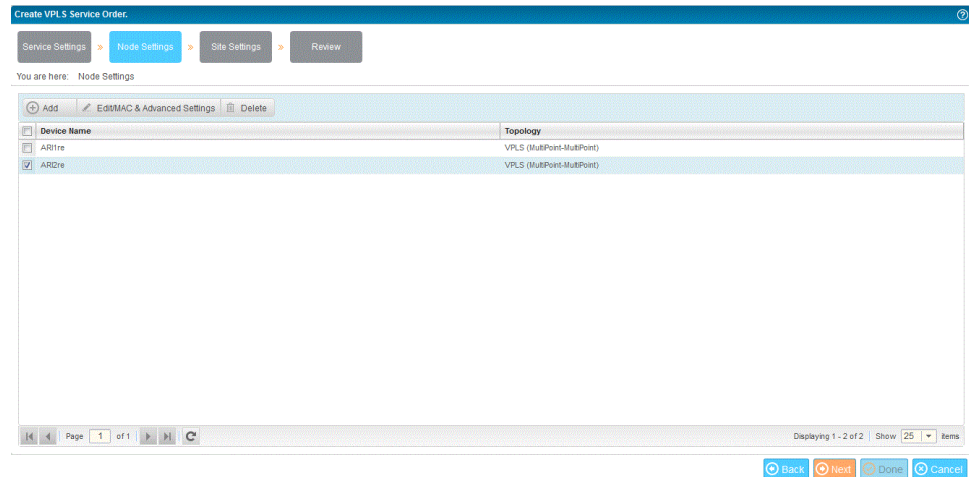 Create VPLS Service Order.
Service Settings » Node Settings » Site Settings » Review
You are here: Node Settings
Add Edit/MAC & Advanced Settings Delete
Device Name Topology
ARI1re VPLS (MultiPoint-MultiPoint)
ARI2re VPLS (MultiPoint-MultiPoint)
Page 1 of 1 Displaying 1 - 2 of 2 Show 25 items
Back Next Done Cancel